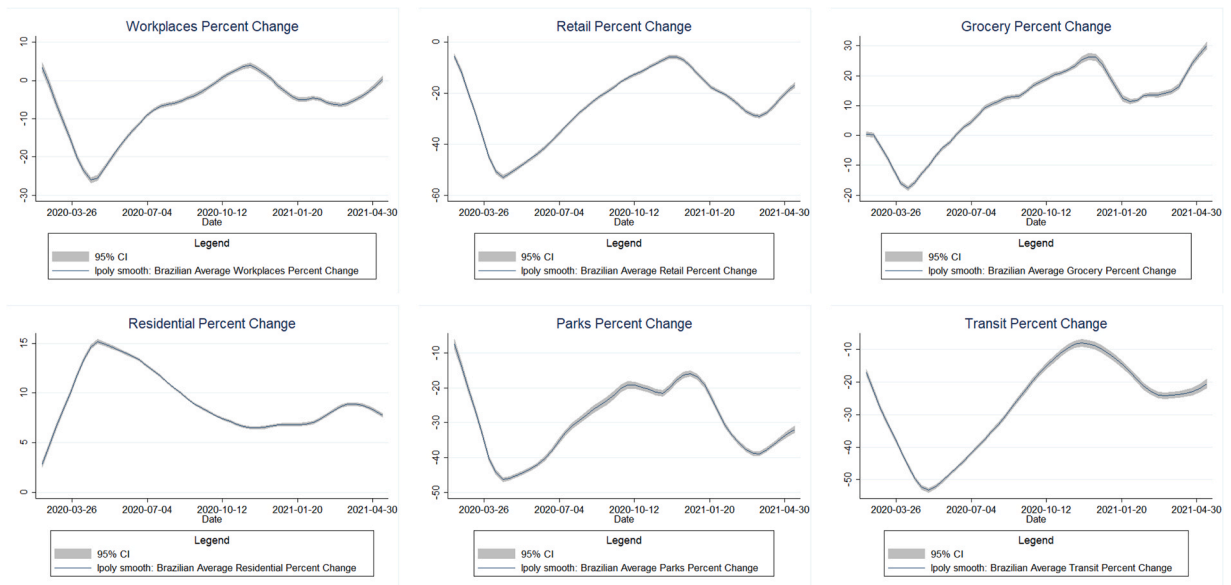 Workplaces Percent Change
10
0
-10
-20
-30
2020-03-26 2020-07-04 2020-10-12 2021-01-20 2021-04-30
Date
Legend
95% CI
lpoly smooth: Brazilian Average Workplaces Percent Change
Retail Percent Change
0
-20
-40
-60
2020-03-26 2020-07-04 2020-10-12 2021-01-20 2021-04-30
Date
Legend
95% CI
lpoly smooth: Brazilian Average Retail Percent Change
Grocery Percent Change
30
20
10
0
-10
-20
2020-03-26 2020-07-04 2020-10-12 2021-01-20 2021-04-30
Date
Legend
95% CI
lpoly smooth: Brazilian Average Grocery Percent Change
Residential Percent Change
15
10
5
0
2020-03-26 2020-07-04 2020-10-12 2021-01-20 2021-04-30
Date
Legend
95% CI
lpoly smooth: Brazilian Average Residential Percent Change
Parks Percent Change
-10
-20
-30
-40
-50
2020-03-26 2020-07-04 2020-10-12 2021-01-20 2021-04-30
Date
Legend
95% CI
lpoly smooth: Brazilian Average Parks Percent Change
Transit Percent Change
-10
-20
-30
-40
-50
2020-03-26 2020-07-04 2020-10-12 2021-01-20 2021-04-30
Date
Legend
95% CI
lpoly smooth: Brazilian Average Transit Percent Change